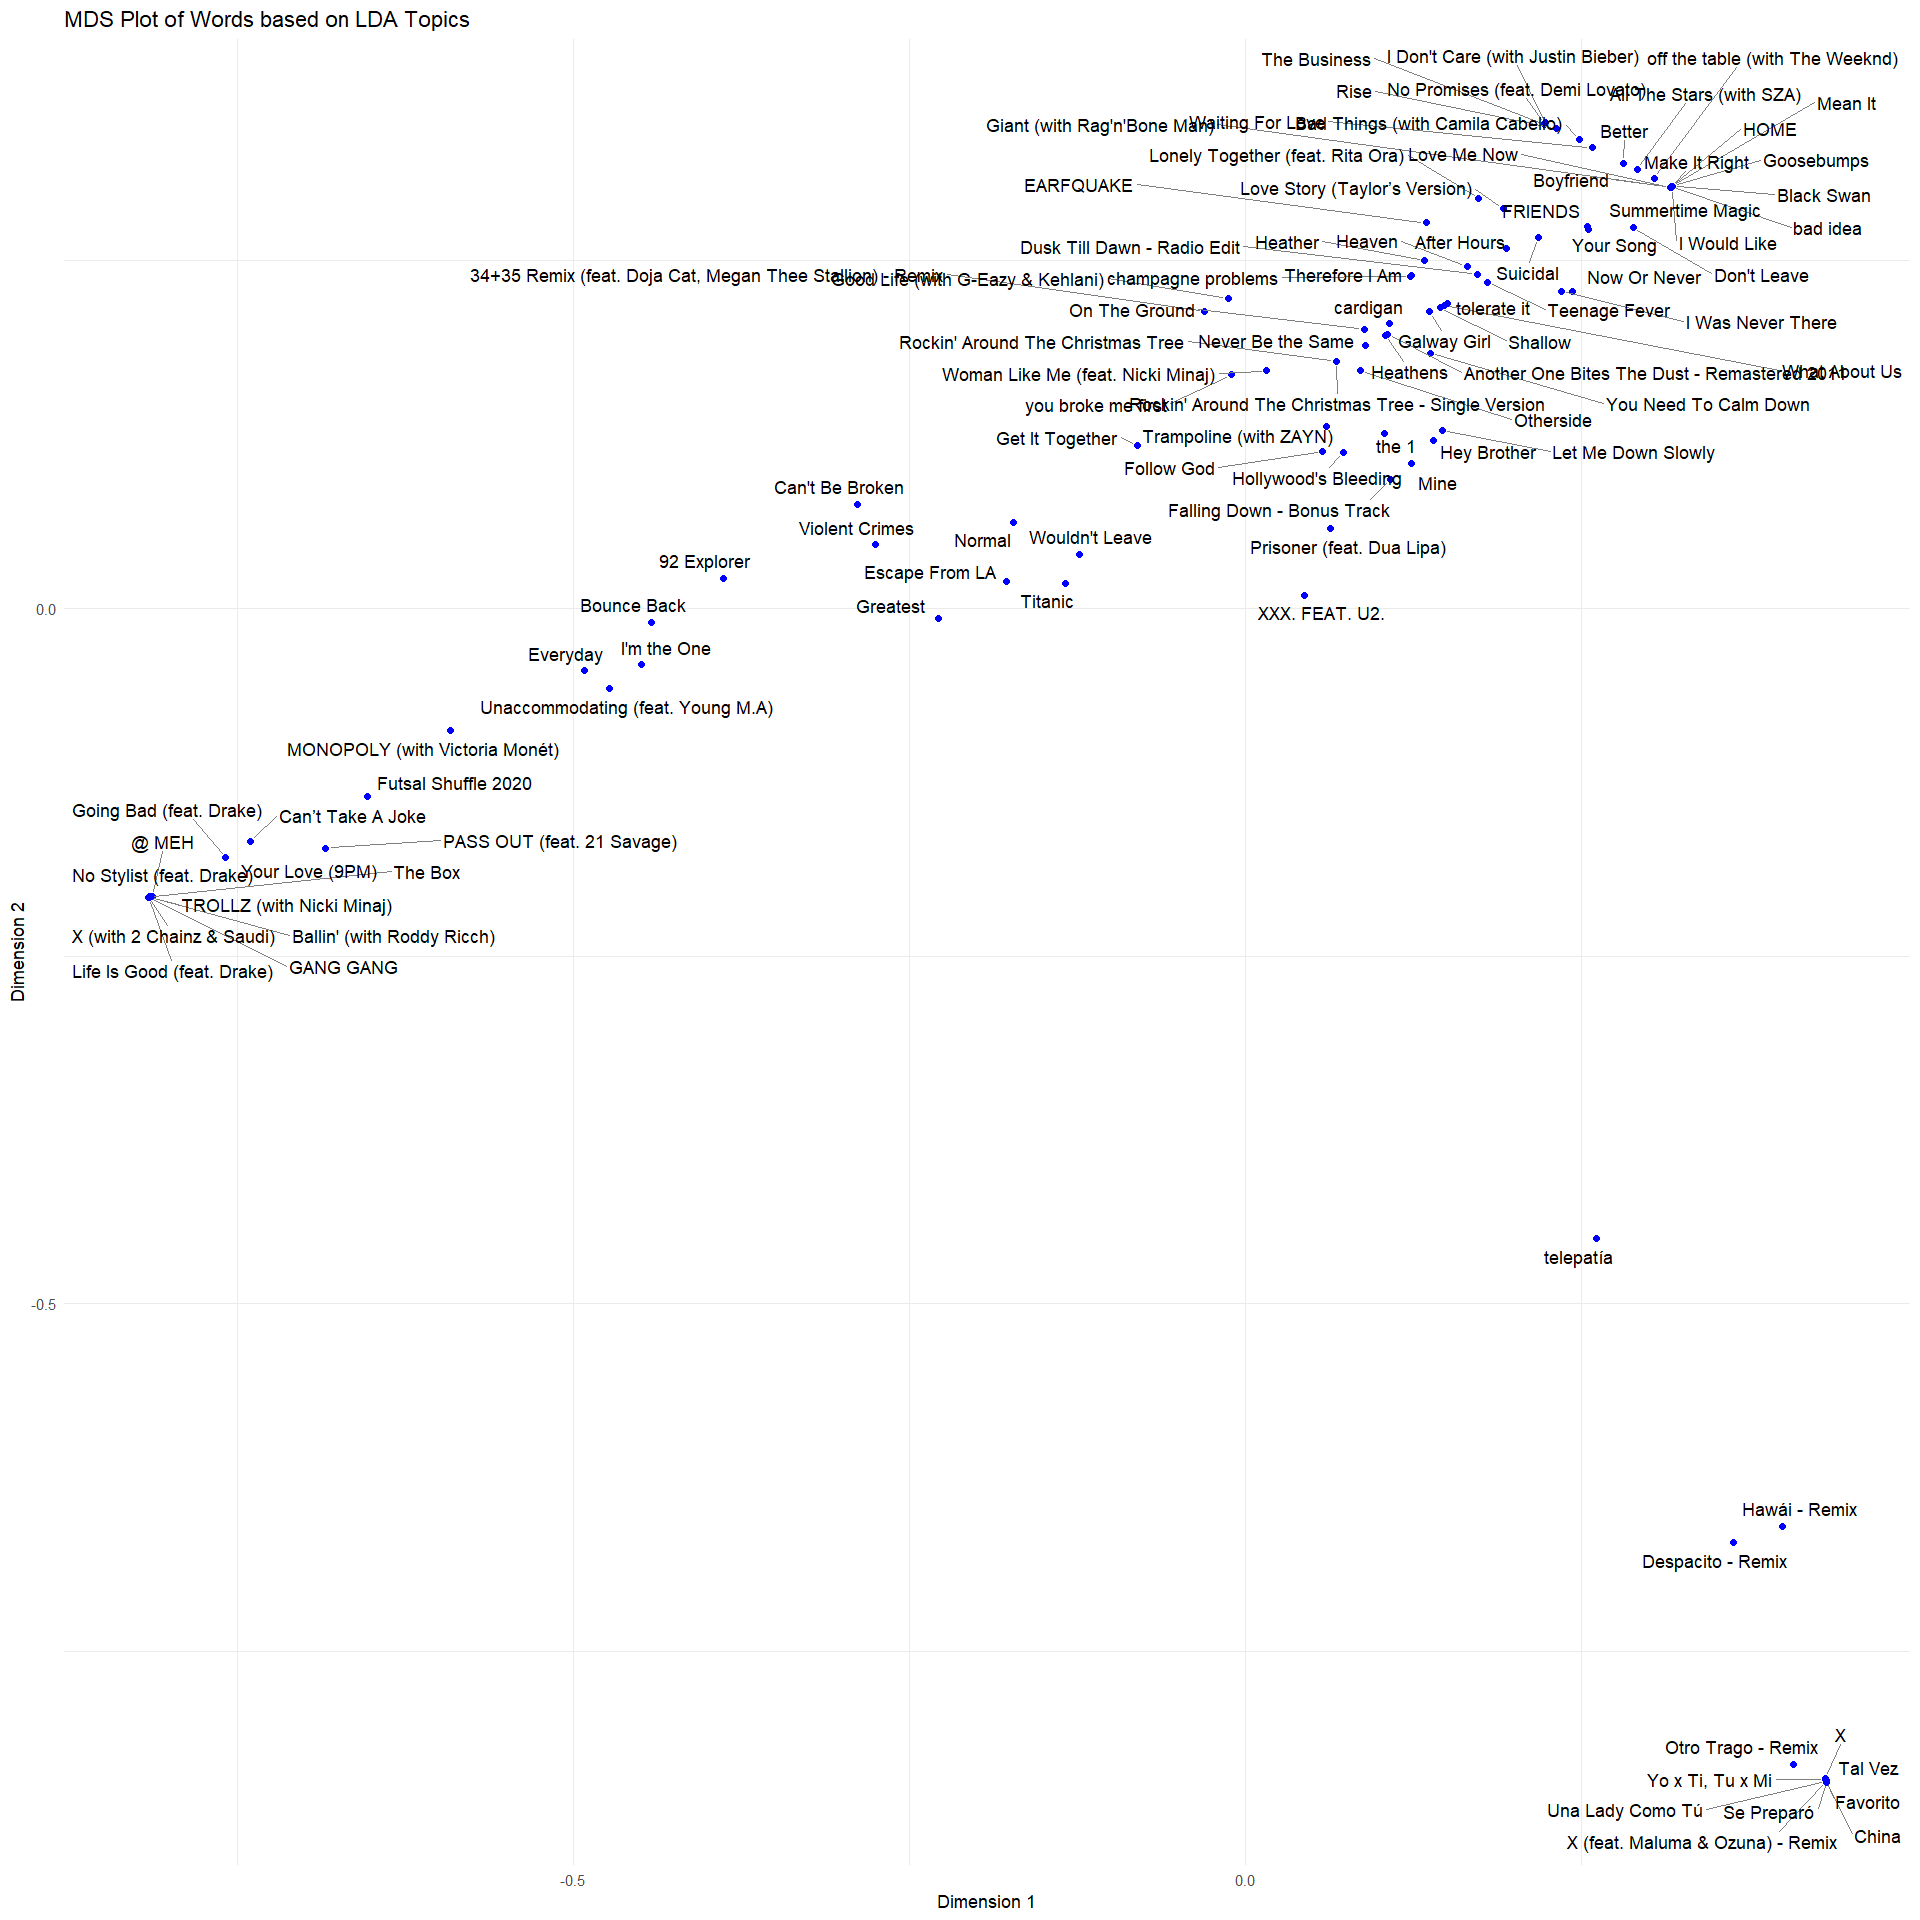 MDS Plot of Words based on LDA Topics
The Business
I Don't Care (with Justin Bieber)
off the table (with The Weeknd)
Rise
No Promises (feat. Demi Lovato)
All The Stars (with SZA)
Mean It
Giant (with Rag'n'Bone Man)
Waiting For Love
Bad Things (with Camila Cabello)
Better
HOME
Lonely Together (feat. Rita Ora)
Love Me Now
Make It Right
Goosebumps
EARFQUAKE
Love Story (Taylor’s Version)
Boyfriend
Black Swan
FRIENDS
Summertime Magic
bad idea
Dusk Till Dawn - Radio Edit
Heather
Heaven
After Hours
Your Song
I Would Like
34+35 Remix (feat. Doja Cat, Megan Thee Stallion) - Remix
Good Life (with G-Eazy & Kehlani)
champagne problems
Therefore I Am
Suicidal
Now Or Never
Don't Leave
On The Ground
cardigan
tolerate it
Teenage Fever
I Was Never There
Rockin' Around The Christmas Tree
Never Be the Same
Galway Girl
Shallow
Woman Like Me (feat. Nicki Minaj)
Heathens
Another One Bites The Dust - Remastered 2011
What About Us
you broke me first
Rockin' Around The Christmas Tree - Single Version
You Need To Calm Down
Otherside
Get It Together
Trampoline (with ZAYN)
the 1
Hey Brother
Let Me Down Slowly
Follow God
Hollywood's Bleeding
Mine
Can't Be Broken
Falling Down - Bonus Track
Violent Crimes
Normal
Wouldn't Leave
Prisoner (feat. Dua Lipa)
92 Explorer
Escape From LA
Titanic
0.0
Bounce Back
Greatest
XXX. FEAT. U2.
Everyday
I'm the One
Unaccommodating (feat. Young M.A)
MONOPOLY (with Victoria Monét)
Futsal Shuffle 2020
Going Bad (feat. Drake)
Can’t Take A Joke
@ MEH
PASS OUT (feat. 21 Savage)
No Stylist (feat. Drake)
Your Love (9PM)
The Box
TROLLZ (with Nicki Minaj)
X (with 2 Chainz & Saudi)
Ballin' (with Roddy Ricch)
Life Is Good (feat. Drake)
GANG GANG
Dimension 2
telepatía
-0.5
Hawái - Remix
Despacito - Remix
X
Otro Trago - Remix
Tal Vez
Yo x Ti, Tu x Mi
Favorito
Una Lady Como Tú
Se Preparó
China
X (feat. Maluma & Ozuna) - Remix
-0.5
0.0
Dimension 1